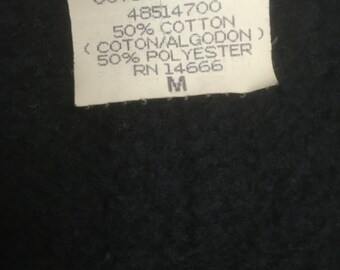 48514700
50% COTTON
( COTON/ALGODON )
50% POLYESTER
RN 14666
M